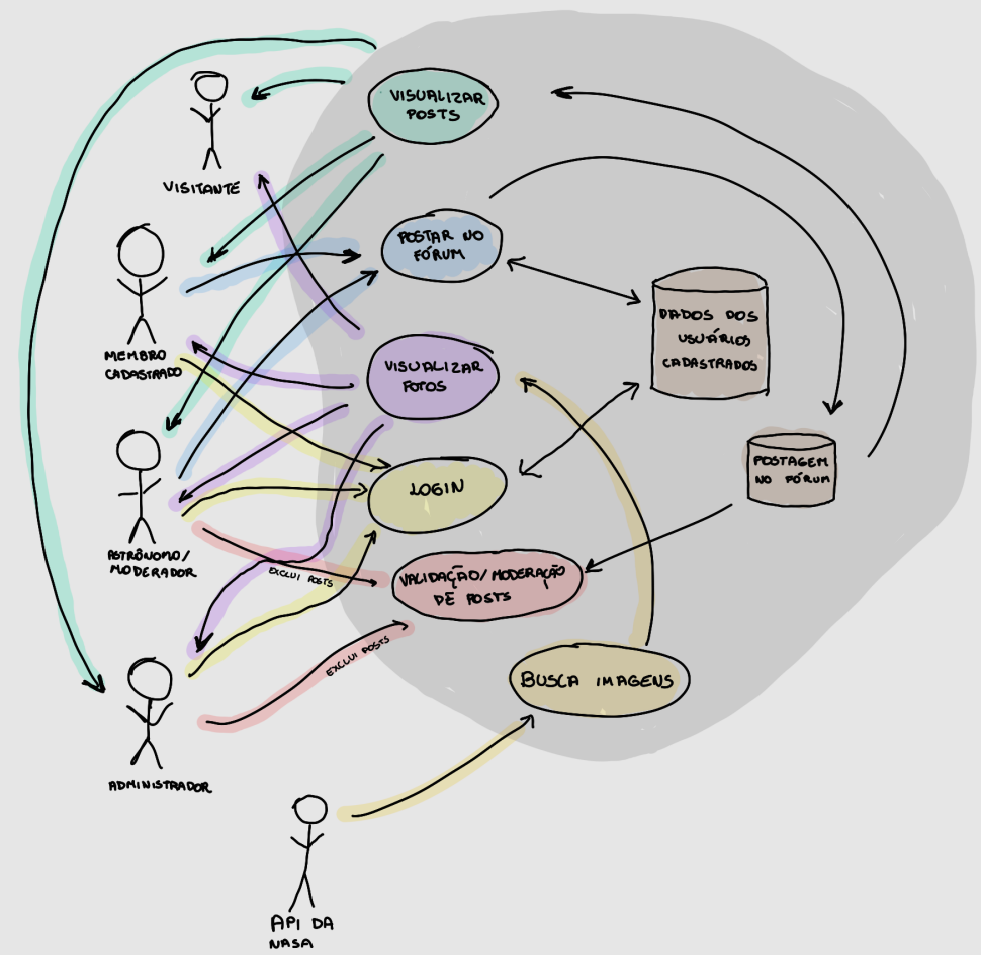 VISUALIZAR
POSTS
VISITANTE
POSTAR NO
FÓRUM
DADOS DOS
USUÁRIOS
CADASTRADOS
MEMBRO
CADASTRADO
VISUALIZAR
FOTOS
POSTAGEM
NO FÓRUM
LOGIN
ASTRÔNOMO/
MODERADOR
EXCLUI POSTS
VALIDAÇÃO/MODERAÇÃO
DE POSTS
EXCLUI POSTS
BUSCA IMAGENS
ADMINISTRADOR
API DA
NASA